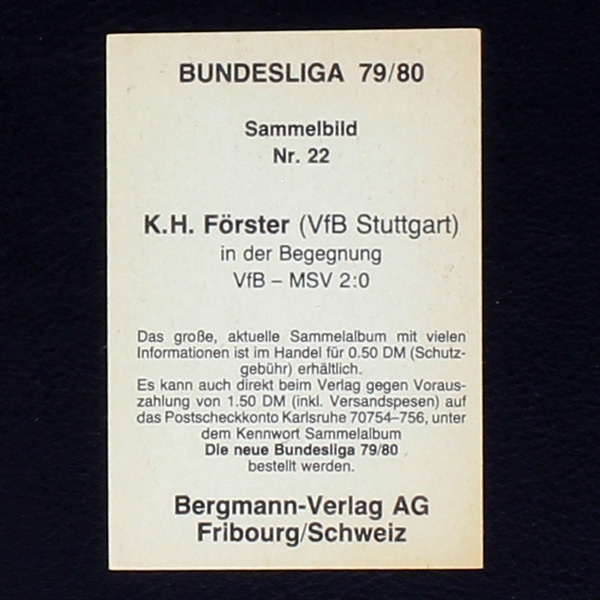 BUNDESLIGA 79/80
Sammelbild
Nr. 22
K.H. Förster (VfB Stuttgart)
in der Begegnung
VfB – MSV 2:0
Das große, aktuelle Sammelalbum mit vielen
Informationen ist im Handel für 0.50 DM (Schutz-
gebühr) erhältlich.
Es kann auch direkt beim Verlag gegen Voraus-
zahlung von 1.50 DM (inkl. Versandspesen) auf
das Postscheckkonto Karlsruhe 70754–756, unter
dem Kennwort Sammelalbum
Die neue Bundesliga 79/80
bestellt werden.
Bergmann-Verlag AG
Fribourg/Schweiz